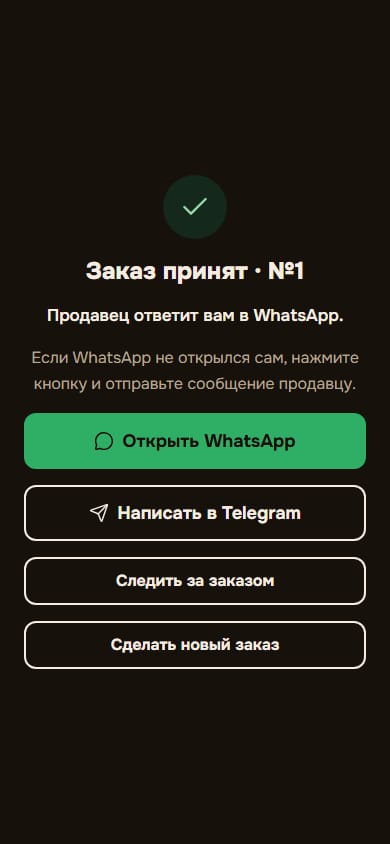 Заказ принят · №1
Продавец ответит вам в WhatsApp.
Если WhatsApp не открылся сам, нажмите
кнопку и отправьте сообщение продавцу.
Открыть WhatsApp
Написать в Telegram
Следить за заказом
Сделать новый заказ